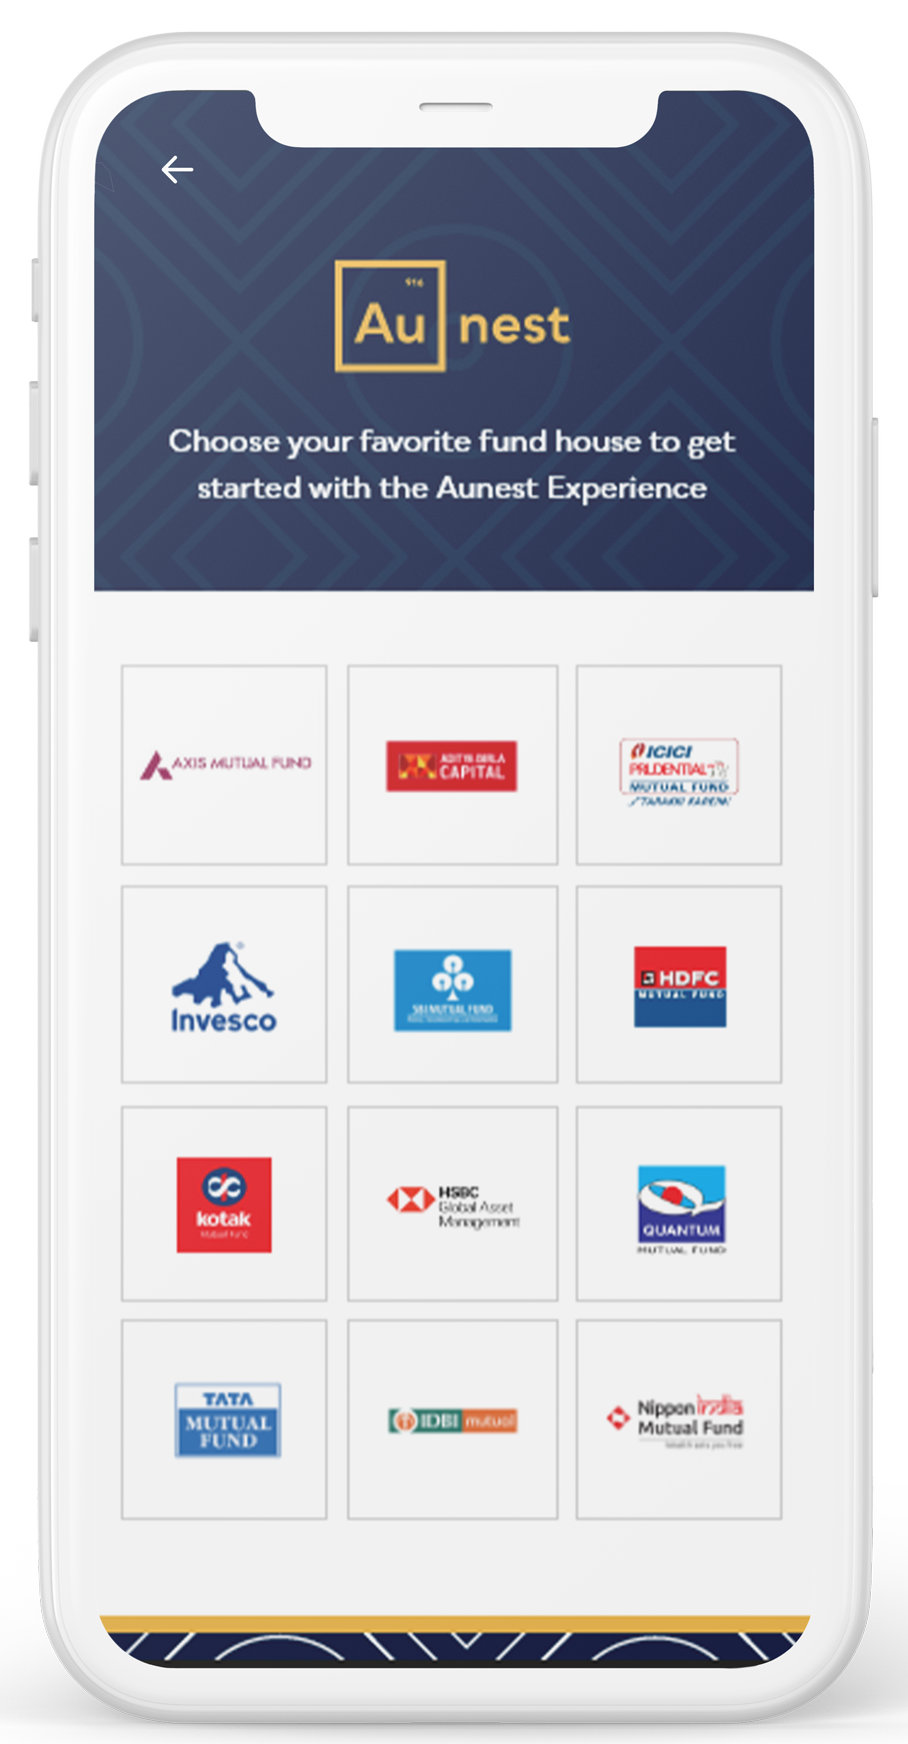 916
Au nest
Choose your favorite fund house to get
started with the Aunest Experience
AXIS MUTUAL FUND
ADITYA BIRLA
CAPITAL
ICICI
PRUDENTIAL
MUTUAL FUND
Invesco
SBI MUTUAL FUND
HDFC
MUTUAL FUND
kotak
Mutual Fund
HSBC
Global Asset
Management
QUANTUM
MUTUAL FUND
TATA
MUTUAL
FUND
IDBI mutual
Nippon india
Mutual Fund